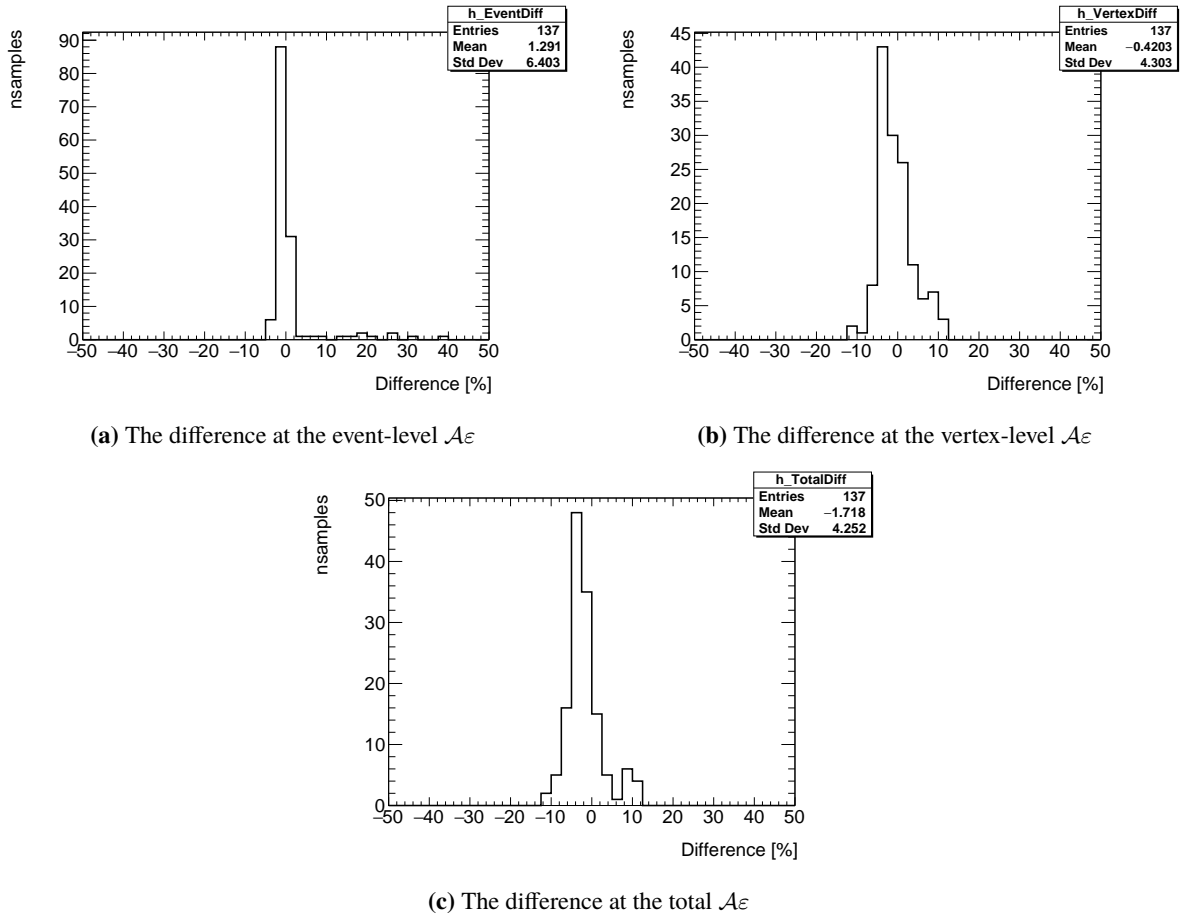 h_EventDiff
Entries 137
Mean 1.291
Std Dev 6.403
nsamples
90
80
70
60
50
40
30
20
10
0
−50 −40 −30 −20 −10 0 10 20 30 40 50
Difference [%]
(a) The difference at the event-level 𝒜ε
h_VertexDiff
Entries 137
Mean −0.4203
Std Dev 4.303
nsamples
45
40
35
30
25
20
15
10
5
0
−50 −40 −30 −20 −10 0 10 20 30 40 50
Difference [%]
(b) The difference at the vertex-level 𝒜ε
h_TotalDiff
Entries 137
Mean −1.718
Std Dev 4.252
nsamples
50
40
30
20
10
0
−50 −40 −30 −20 −10 0 10 20 30 40 50
Difference [%]
(c) The difference at the total 𝒜ε